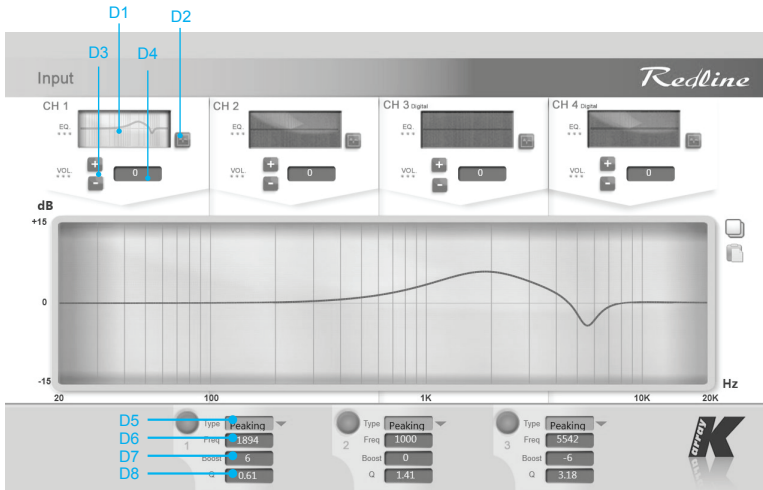 D1 D2
D3 D4
Input Redline
CH 1 CH 2 CH 3 Digital CH 4 Digital
EQ. EQ. EQ. EQ.
+ + + +
VOL. 0 VOL. 0 VOL. 0 VOL. 0
- - - -
dB
+15
0
-15
Hz
20 100 1K 10K 20K
D5 Type Peaking Type Peaking Type Peaking
D6 1 Freq 1894 2 Freq 1000 3 Freq 5542
D7 Boost 6 Boost 0 Boost -6
D8 Q 0.61 Q 1.41 Q 3.18
K array